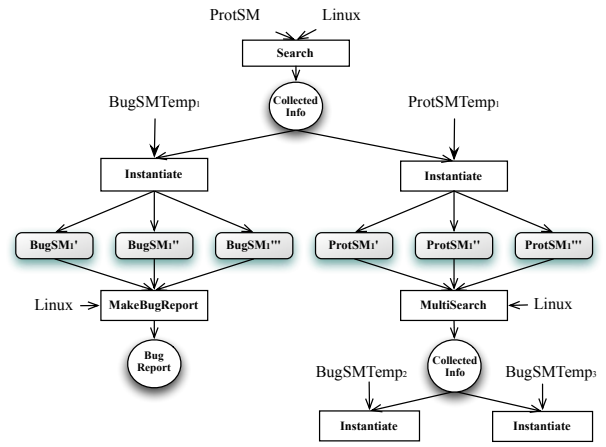 ProtSM Linux
Search
Collected
Info
BugSMTemp₁ ProtSMTemp₁
Instantiate Instantiate
BugSM₁' BugSM₁'' BugSM₁''' ProtSM₁' ProtSM₁'' ProtSM₁'''
Linux MakeBugReport MultiSearch Linux
Bug
Report
Collected
Info
BugSMTemp₂ BugSMTemp₃
Instantiate Instantiate